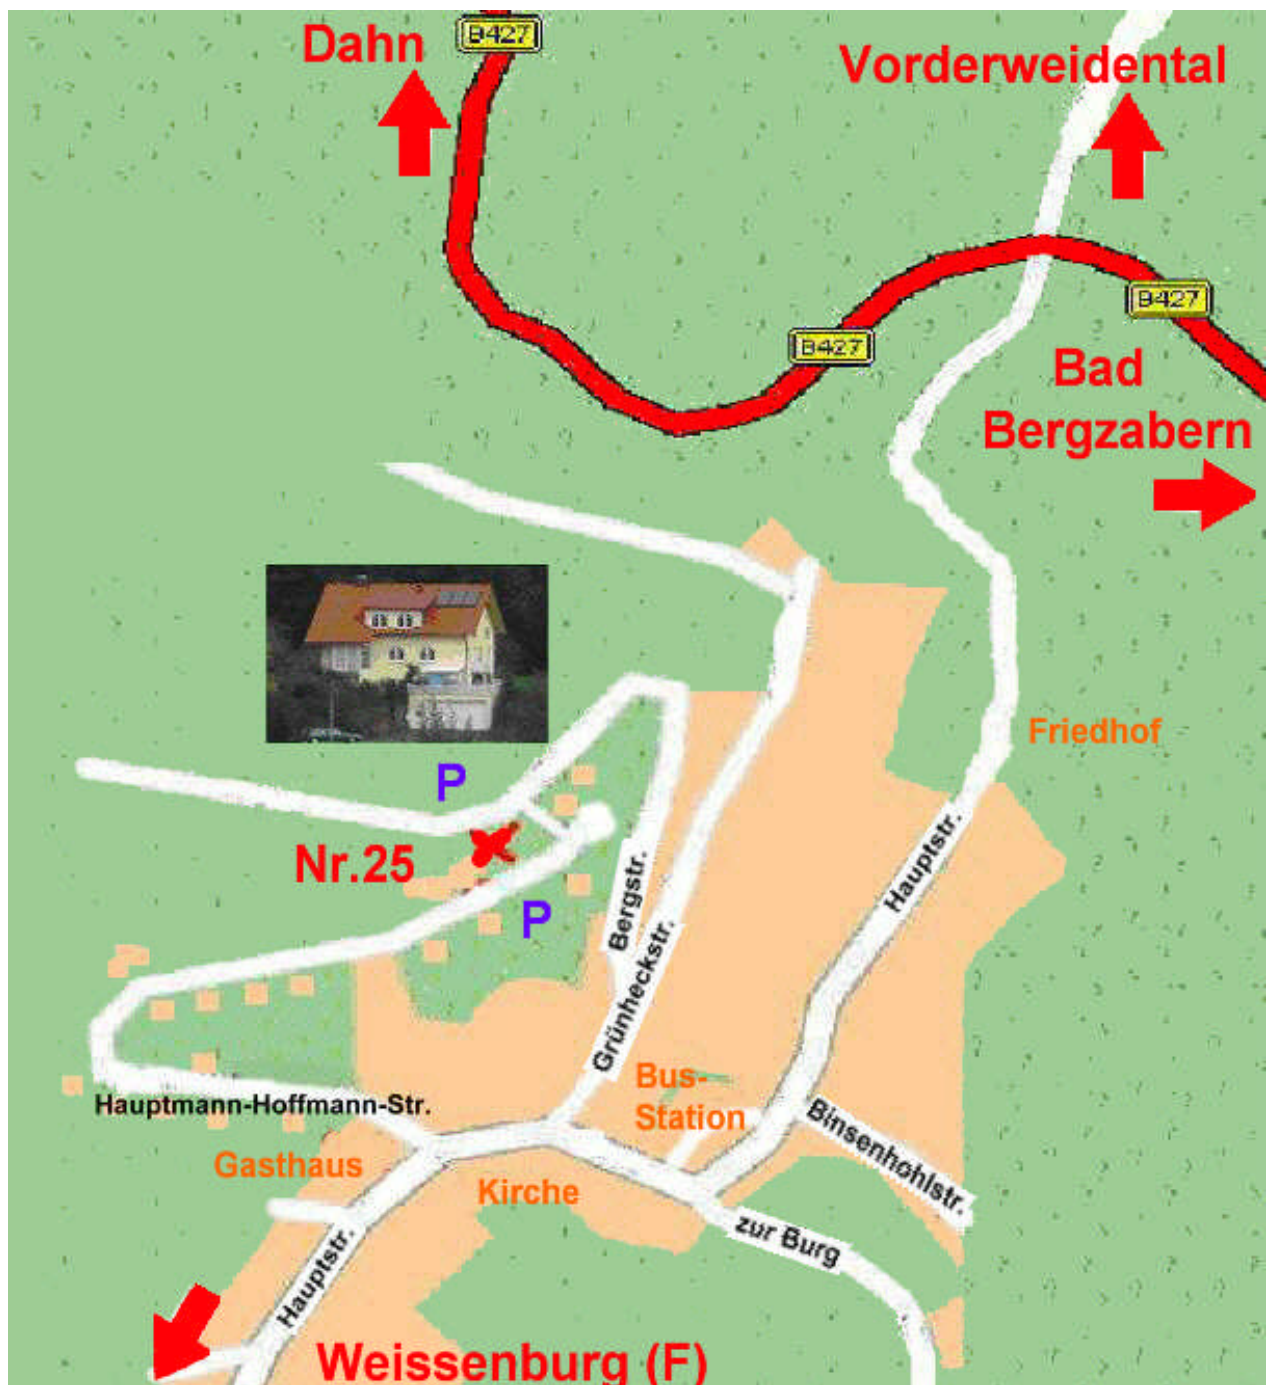 Dahn
B427
Vorderweidental
B427
B427
Bad
Bergzabern
Friedhof
P
Nr.25
P
Bergstr.
Hauptstr.
Grünheckstr.
Bus-
Station
Hauptmann-Hoffmann-Str.
Binsenhohlstr.
Gasthaus
Kirche
zur Burg
Hauptstr.
Weissenburg (F)